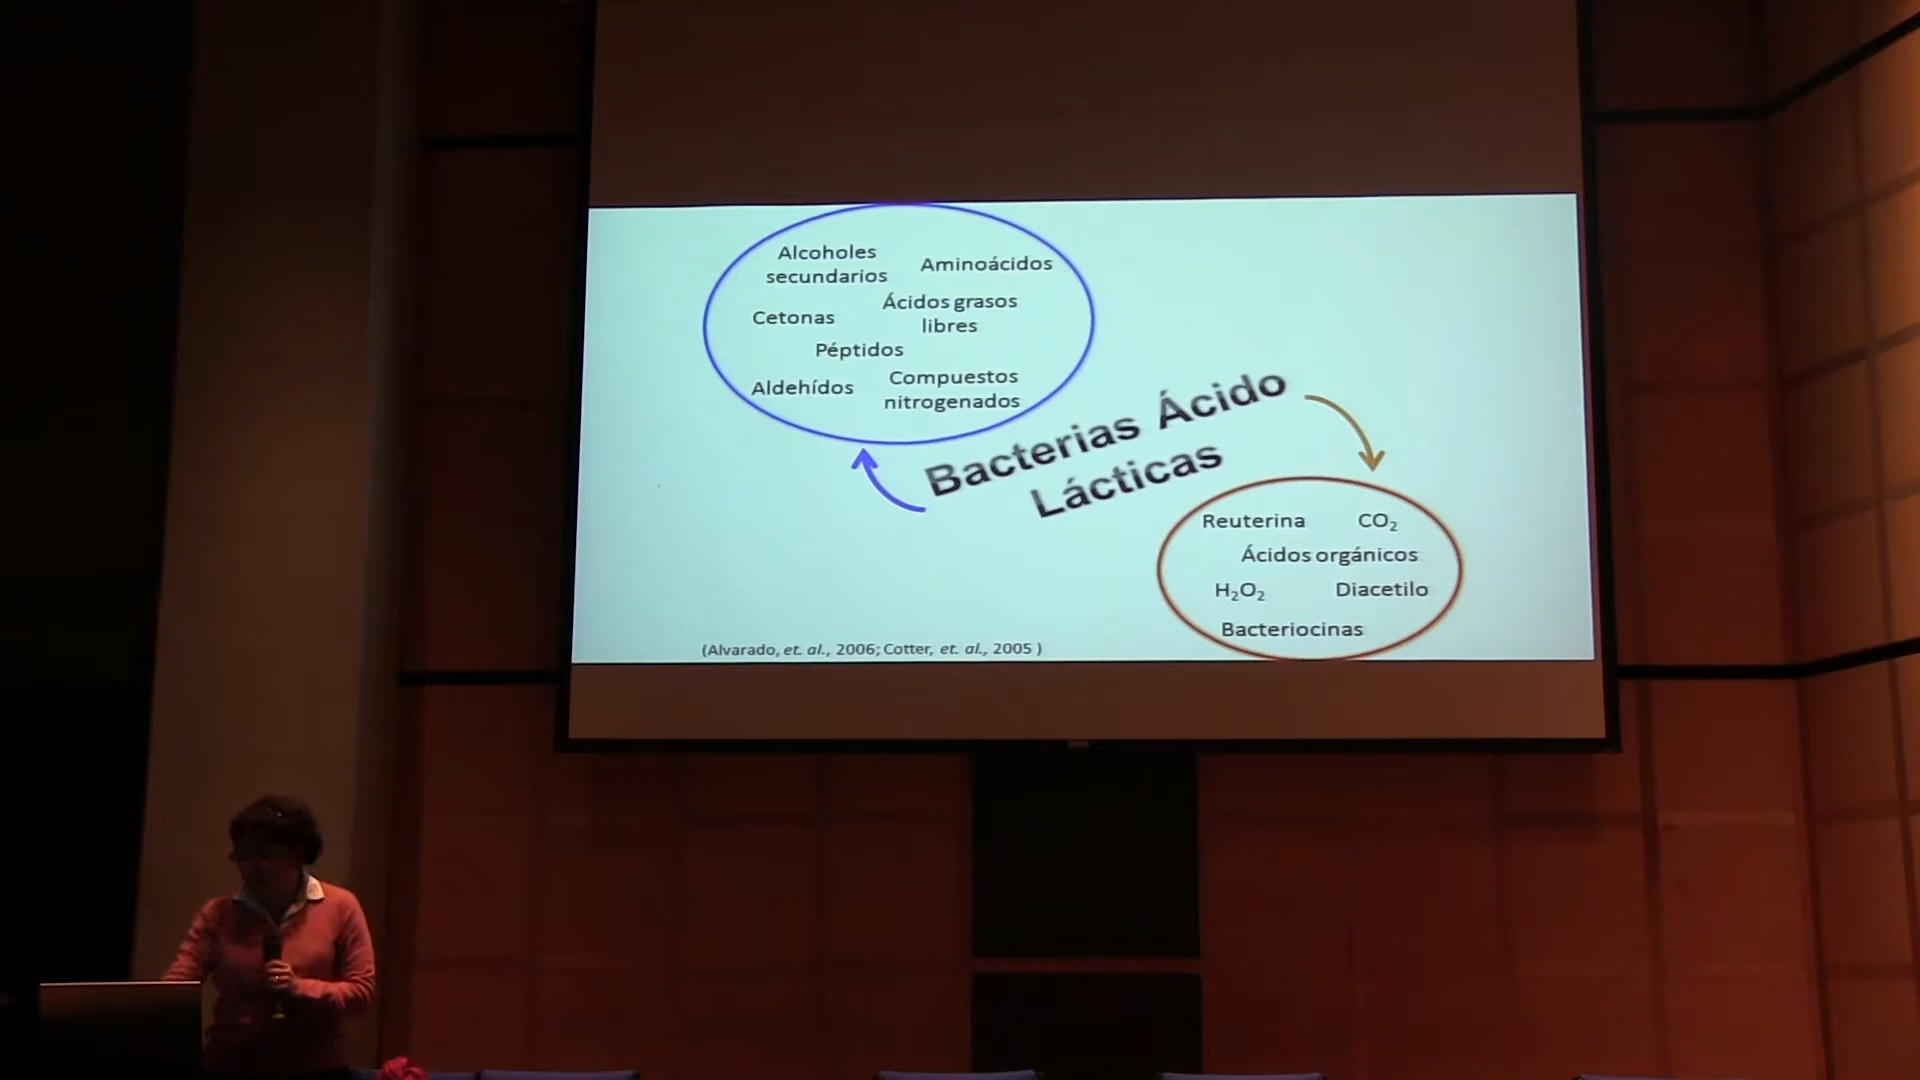 Alcoholes
secundarios
Aminoácidos
Cetonas
Ácidos grasos
libres
Péptidos
Aldehídos
Compuestos
nitrogenados
Bacterias Ácido
Lácticas
Reuterina
CO₂
Ácidos orgánicos
H₂O₂
Diacetilo
Bacteriocinas
(Alvarado, et. al., 2006; Cotter, et. al., 2005 )